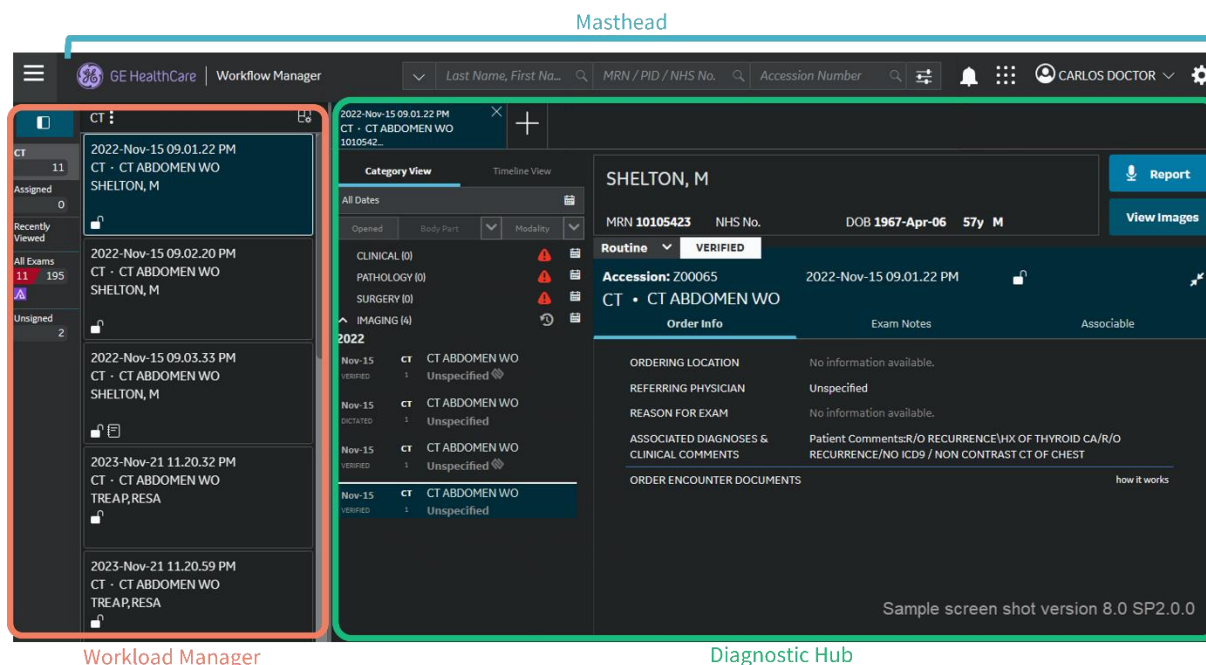 Masthead
GE HealthCare | Workflow Manager
Last Name, First Na...
MRN / PID / NHS No.
Accession Number
CARLOS DOCTOR
CT
11
Assigned
0
Recently
Viewed
All Exams
11 195
Unsigned
2
CT
2022-Nov-15 09.01.22 PM
CT · CT ABDOMEN WO
SHELTON, M
2022-Nov-15 09.02.20 PM
CT · CT ABDOMEN WO
SHELTON, M
2022-Nov-15 09.03.33 PM
CT · CT ABDOMEN WO
SHELTON, M
2023-Nov-21 11.20.32 PM
CT · CT ABDOMEN WO
TREAP,RESA
2023-Nov-21 11.20.59 PM
CT · CT ABDOMEN WO
TREAP,RESA
Workload Manager
2022-Nov-15 09.01.22 PM
CT · CT ABDOMEN WO
1010542...
Category View Timeline View
All Dates
Opened Body Part Modality
CLINICAL (0)
PATHOLOGY (0)
SURGERY (0)
IMAGING (4)
2022
Nov-15 CT CT ABDOMEN WO
VERIFIED 1 Unspecified
Nov-15 CT CT ABDOMEN WO
DICTATED 1 Unspecified
Nov-15 CT CT ABDOMEN WO
VERIFIED 1 Unspecified
Nov-15 CT CT ABDOMEN WO
VERIFIED 1 Unspecified
SHELTON, M
Report
MRN 10105423 NHS No. DOB 1967-Apr-06 57y M
View Images
Routine VERIFIED
Accession: Z00065 2022-Nov-15 09.01.22 PM
CT • CT ABDOMEN WO
Order Info Exam Notes Associable
ORDERING LOCATION No information available.
REFERRING PHYSICIAN Unspecified
REASON FOR EXAM No information available.
ASSOCIATED DIAGNOSES & Patient Comments:R/O RECURRENCE\HX OF THYROID CA/R/O
CLINICAL COMMENTS RECURRENCE/NO ICD9 / NON CONTRAST CT OF CHEST
ORDER ENCOUNTER DOCUMENTS how it works
Sample screen shot version 8.0 SP2.0.0
Diagnostic Hub